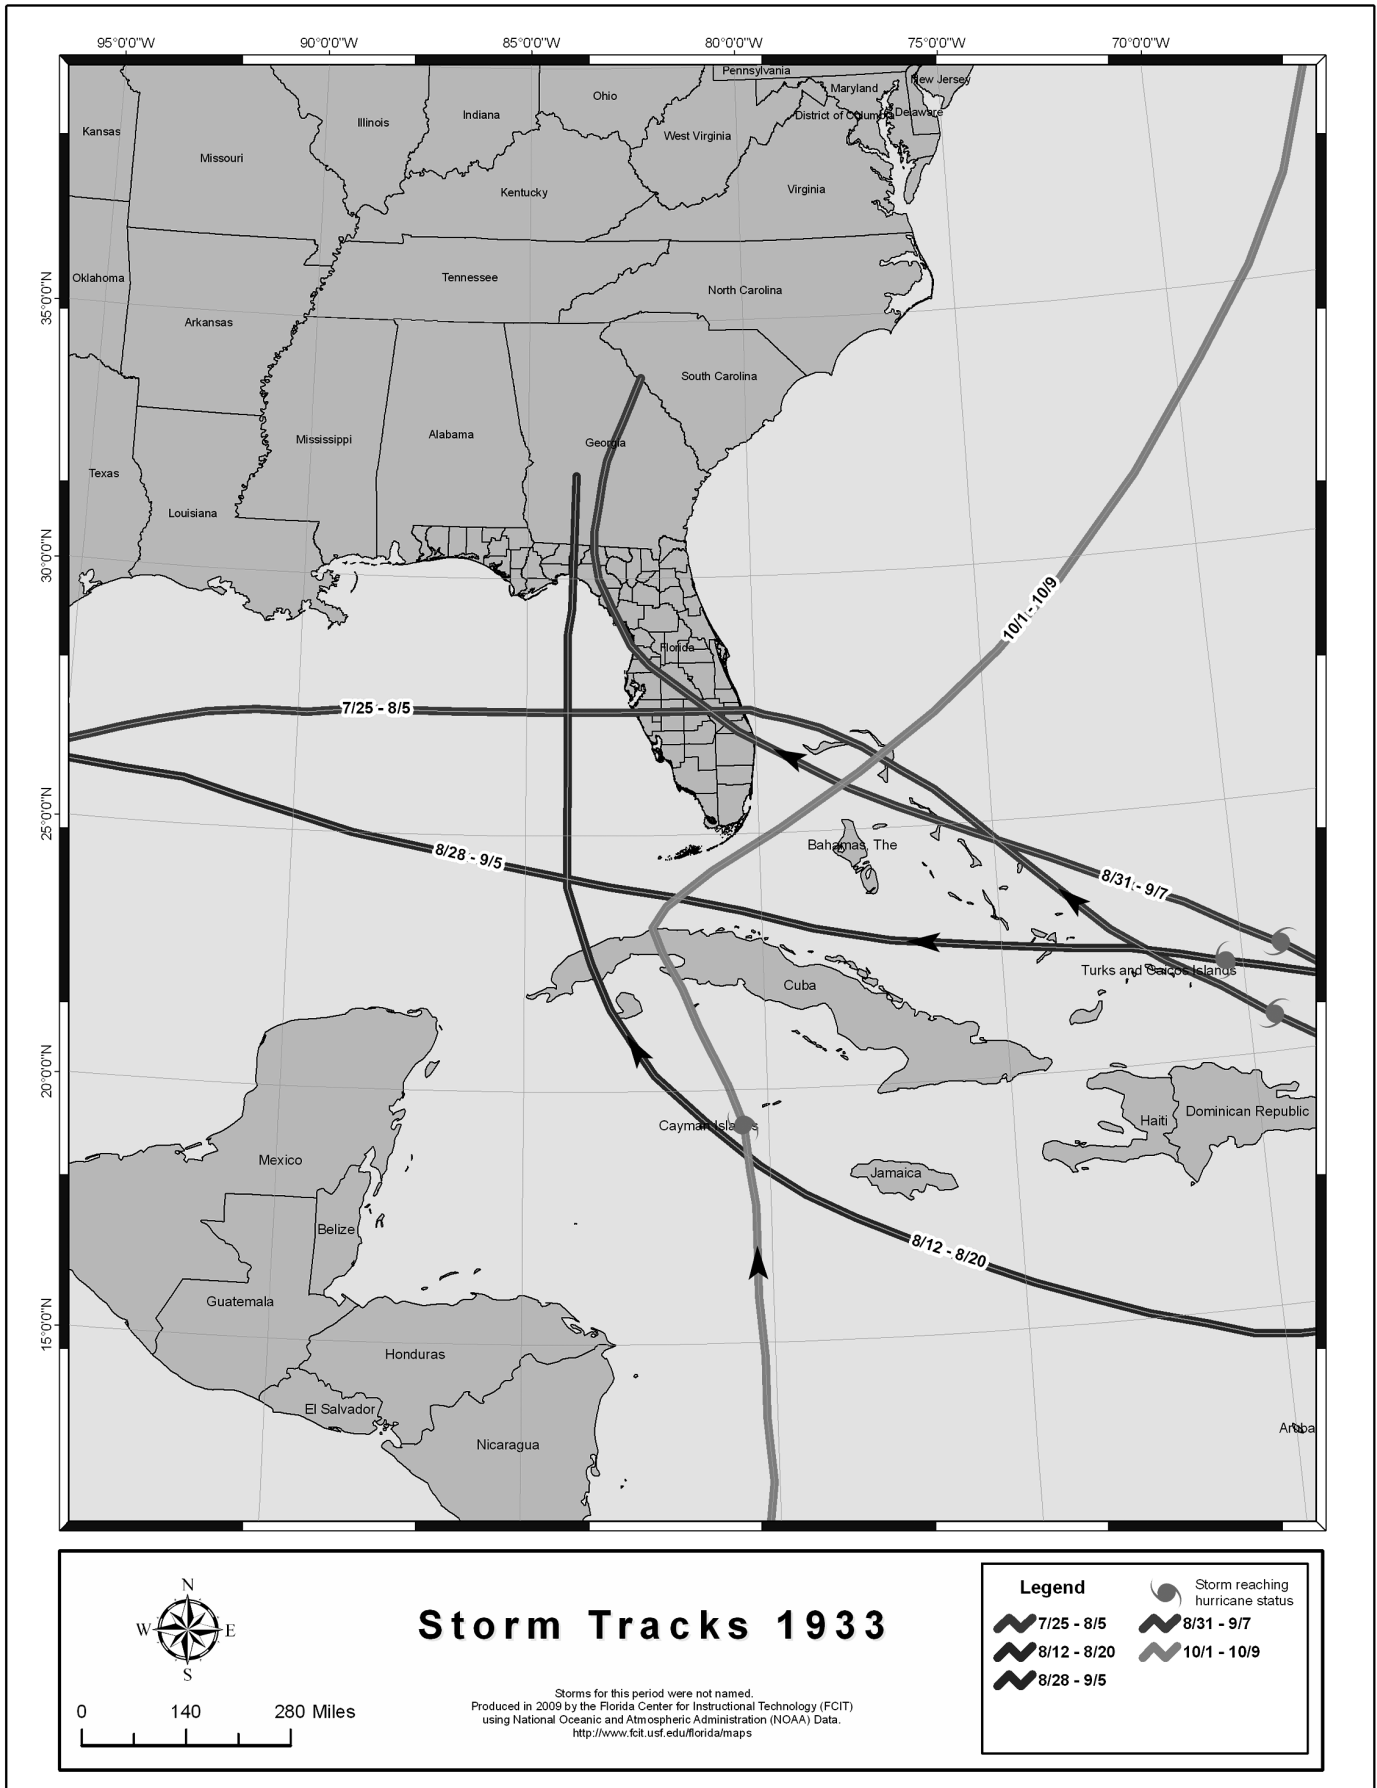 95°0'0"W
90°0'0"W
85°0'0"W
80°0'0"W
75°0'0"W
70°0'0"W
Pennsylvania
New Jersey
Ohio
Maryland
Indiana
Illinois
District of Columbia
Delaware
Kansas
West Virginia
Missouri
Kentucky
Virginia
Oklahoma
Tennessee
North Carolina
35°0'0"N
Arkansas
South Carolina
Mississippi
Alabama
Georgia
Texas
Louisiana
30°0'0"N
10/1 - 10/9
Florida
7/25 - 8/5
25°0'0"N
8/28 - 9/5
Bahamas, The
8/31 - 9/7
Turks and Caicos Islands
Cuba
20°0'0"N
Cayman Islands
Dominican Republic
Haiti
Mexico
Jamaica
Belize
8/12 - 8/20
Guatemala
15°0'0"N
Honduras
El Salvador
Aruba
Nicaragua
N
W
E
S
0
140
280 Miles
Storm Tracks 1933
Storms for this period were not named.
Produced in 2009 by the Florida Center for Instructional Technology (FCIT)
using National Oceanic and Atmospheric Administration (NOAA) Data.
http://www.fcit.usf.edu/florida/maps
Legend
7/25 - 8/5
8/12 - 8/20
8/28 - 9/5
Storm reaching
hurricane status
8/31 - 9/7
10/1 - 10/9